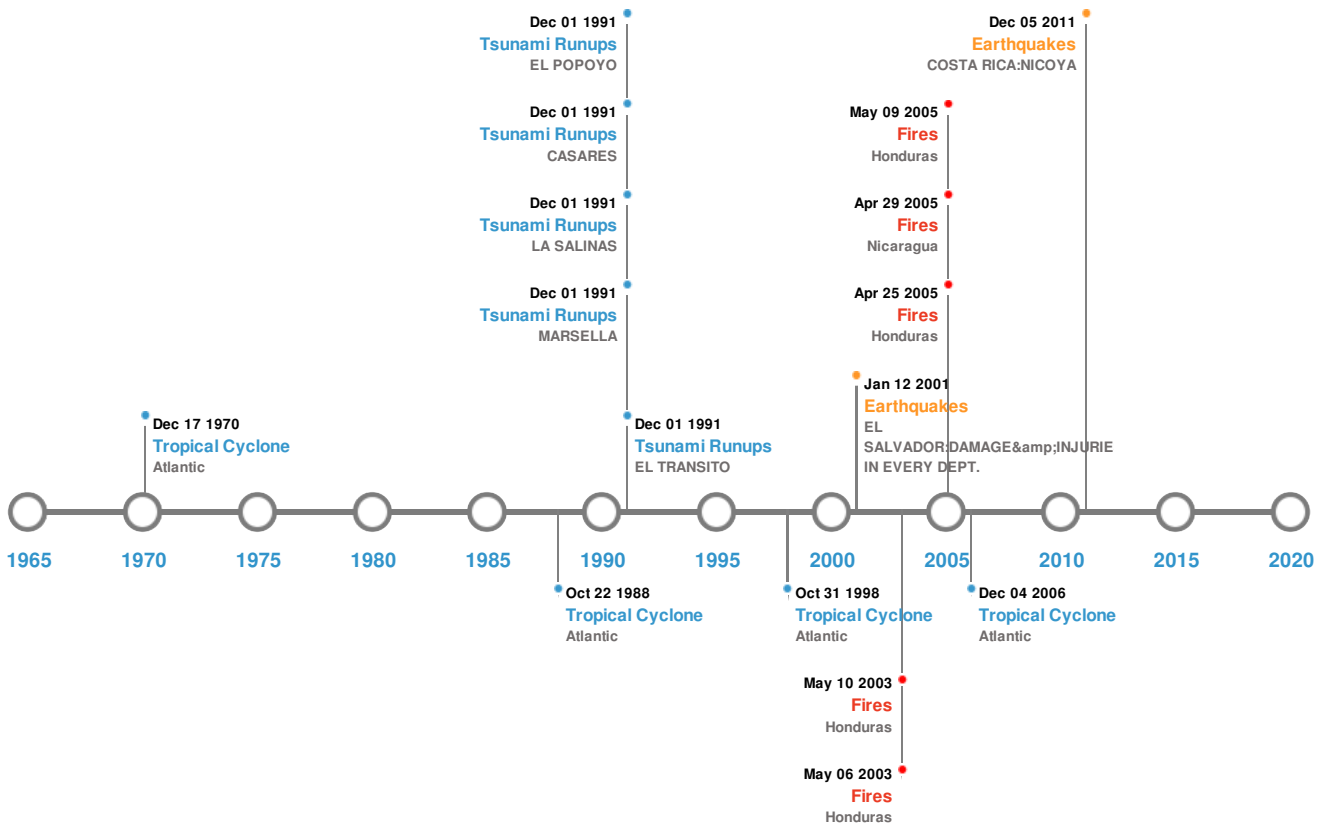 Dec 01 1991
Tsunami Runups
EL POPOYO
Dec 05 2011
Earthquakes
COSTA RICA:NICOYA
Dec 01 1991
Tsunami Runups
CASARES
May 09 2005
Fires
Honduras
Dec 01 1991
Tsunami Runups
LA SALINAS
Apr 29 2005
Fires
Nicaragua
Dec 01 1991
Tsunami Runups
MARSELLA
Apr 25 2005
Fires
Honduras
Dec 17 1970
Tropical Cyclone
Atlantic
Dec 01 1991
Tsunami Runups
EL TRANSITO
Jan 12 2001
Earthquakes
EL
SALVADOR:DAMAGE&amp;INJURIE
IN EVERY DEPT.
1965 1970 1975 1980 1985 1990 1995 2000 2005 2010 2015 2020
Oct 22 1988
Tropical Cyclone
Atlantic
Oct 31 1998
Tropical Cyclone
Atlantic
Dec 04 2006
Tropical Cyclone
Atlantic
May 10 2003
Fires
Honduras
May 06 2003
Fires
Honduras